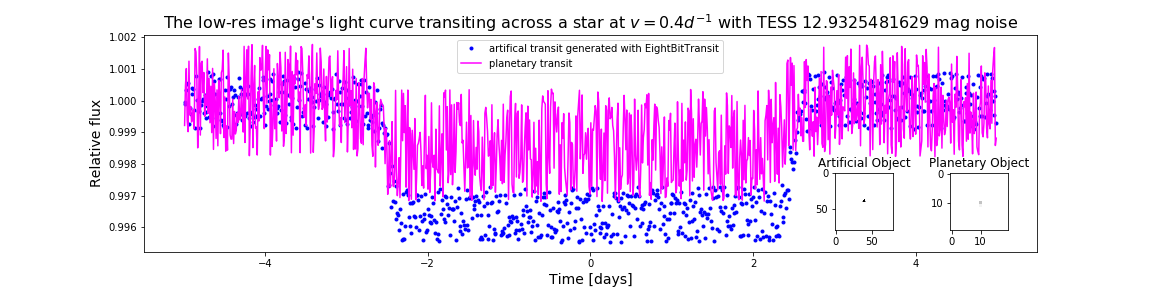 The low-res image's light curve transiting across a star at v = 0.4d⁻¹ with TESS 12.9325481629 mag noise
artifical transit generated with EightBitTransit
planetary transit
Relative flux
1.002
1.001
1.000
0.999
0.998
0.997
0.996
Artificial Object
0
50
0 50
Planetary Object
0
10
0 10
−4 −2 0 2 4
Time [days]